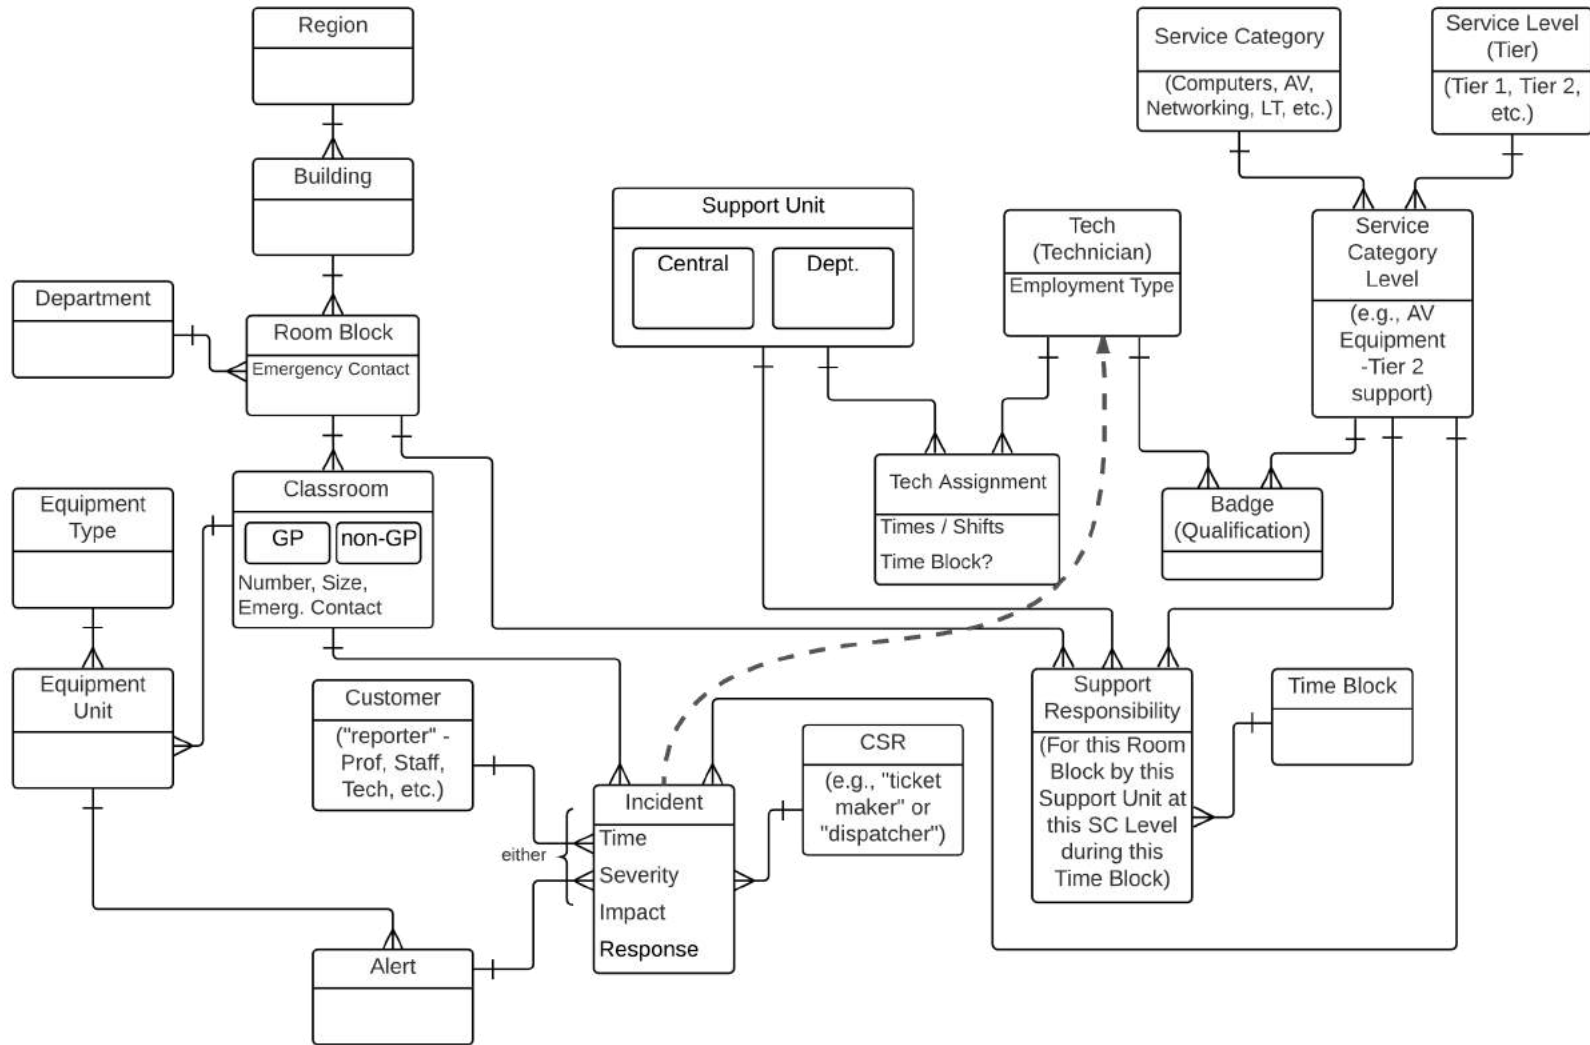 Region
Building
Department
Room Block
Emergency Contact
Classroom
GP
non-GP
Number, Size,
Emerg. Contact
Equipment
Type
Equipment
Unit
Alert
Customer
("reporter" -
Prof, Staff,
Tech, etc.)
either
Incident
Time
Severity
Impact
Response
CSR
(e.g., "ticket
maker" or
"dispatcher")
Support Unit
Central
Dept.
Tech
(Technician)
Employment Type
Tech Assignment
Times / Shifts
Time Block?
Badge
(Qualification)
Service Category
(Computers, AV,
Networking, LT, etc.)
Service Level
(Tier)
(Tier 1, Tier 2,
etc.)
Service
Category
Level
(e.g., AV
Equipment
-Tier 2
support)
Support
Responsibility
(For this Room
Block by this
Support Unit at
this SC Level
during this
Time Block)
Time Block